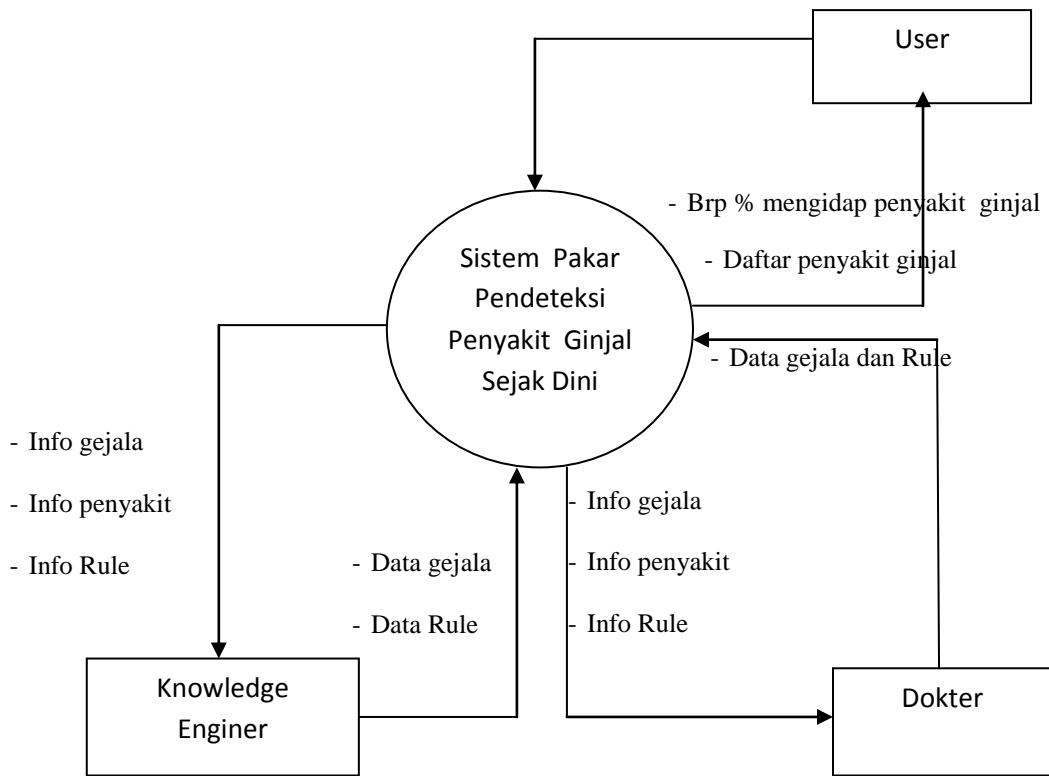 User
- Brp % mengidap penyakit ginjal
- Daftar penyakit ginjal
Sistem Pakar
Pendeteksi
Penyakit Ginjal
Sejak Dini
- Data gejala dan Rule
- Info gejala
- Info penyakit
- Info Rule
- Data gejala
- Data Rule
- Info gejala
- Info penyakit
- Info Rule
Knowledge
Enginer
Dokter